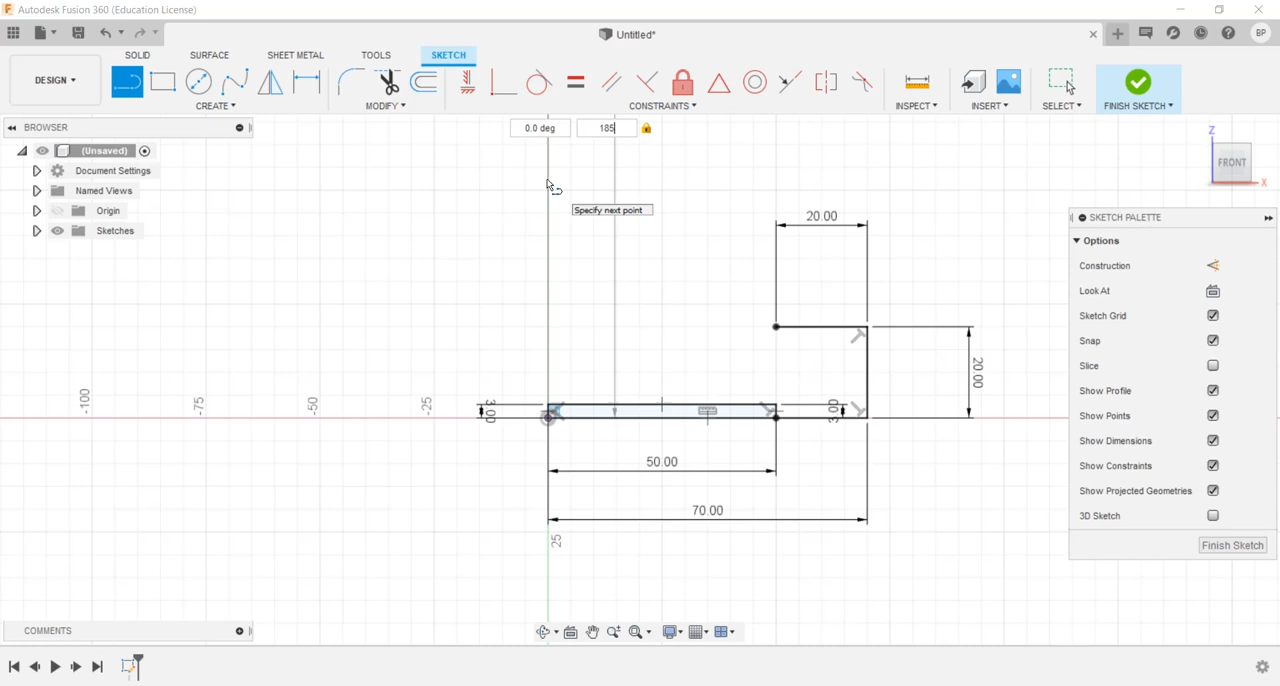 Autodesk Fusion 360 (Education License)
Untitled*
BP
DESIGN
SOLID
SURFACE
SHEET METAL
TOOLS
SKETCH
CREATE
MODIFY
CONSTRAINTS
INSPECT
INSERT
SELECT
FINISH SKETCH
BROWSER
(Unsaved)
Document Settings
Named Views
Origin
Sketches
0.0 deg
185
Specify next point
Z
FRONT
X
20.00
20.00
3.00
3.00
50.00
70.00
-100
-75
-50
-25
25
SKETCH PALETTE
Options
Construction
Look At
Sketch Grid
Snap
Slice
Show Profile
Show Points
Show Dimensions
Show Constraints
Show Projected Geometries
3D Sketch
Finish Sketch
COMMENTS